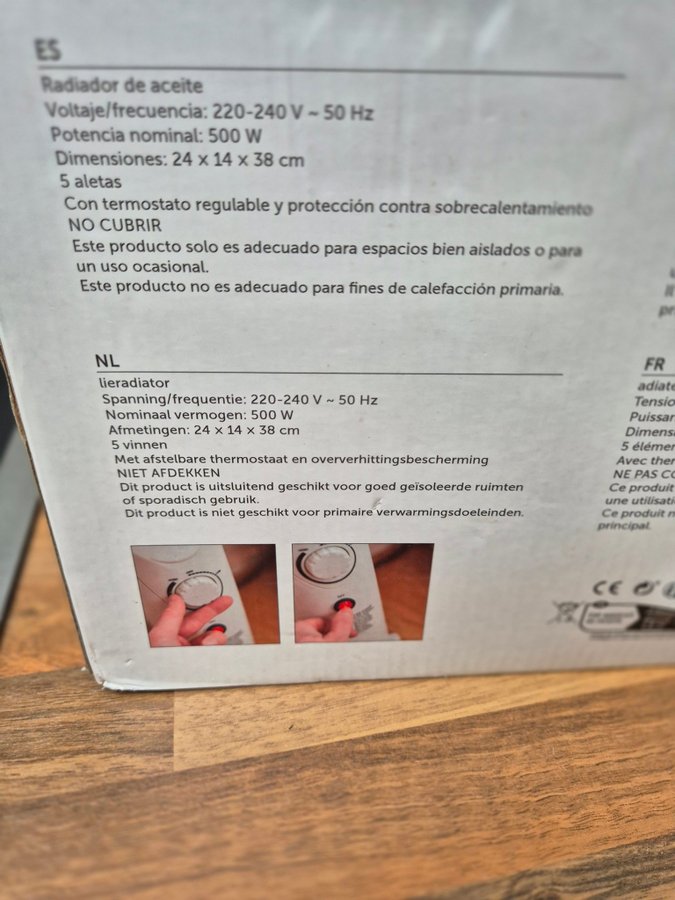 ES
Radiador de aceite
Voltaje/frecuencia: 220-240 V ~ 50 Hz
Potencia nominal: 500 W
Dimensiones: 24 x 14 x 38 cm
5 aletas
Con termostato regulable y protección contra sobrecalentamiento
NO CUBRIR
Este producto solo es adecuado para espacios bien aislados o para
un uso ocasional.
Este producto no es adecuado para fines de calefacción primaria.
NL
lieradiator
Spanning/frequentie: 220-240 V ~ 50 Hz
Nominaal vermogen: 500 W
Afmetingen: 24 x 14 x 38 cm
5 vinnen
Met afstelbare thermostaat en oververhittingsbescherming
NIET AFDEKKEN
Dit product is uitsluitend geschikt voor goed geïsoleerde ruimten
of sporadisch gebruik.
Dit product is niet geschikt voor primaire verwarmingsdoeleinden.
FR
adiate
Tensio
Puissar
Dimens
5 élémer
Avec ther
NE PAS CO
Ce produit
une utilisati
Ce produit n
principal.
CE